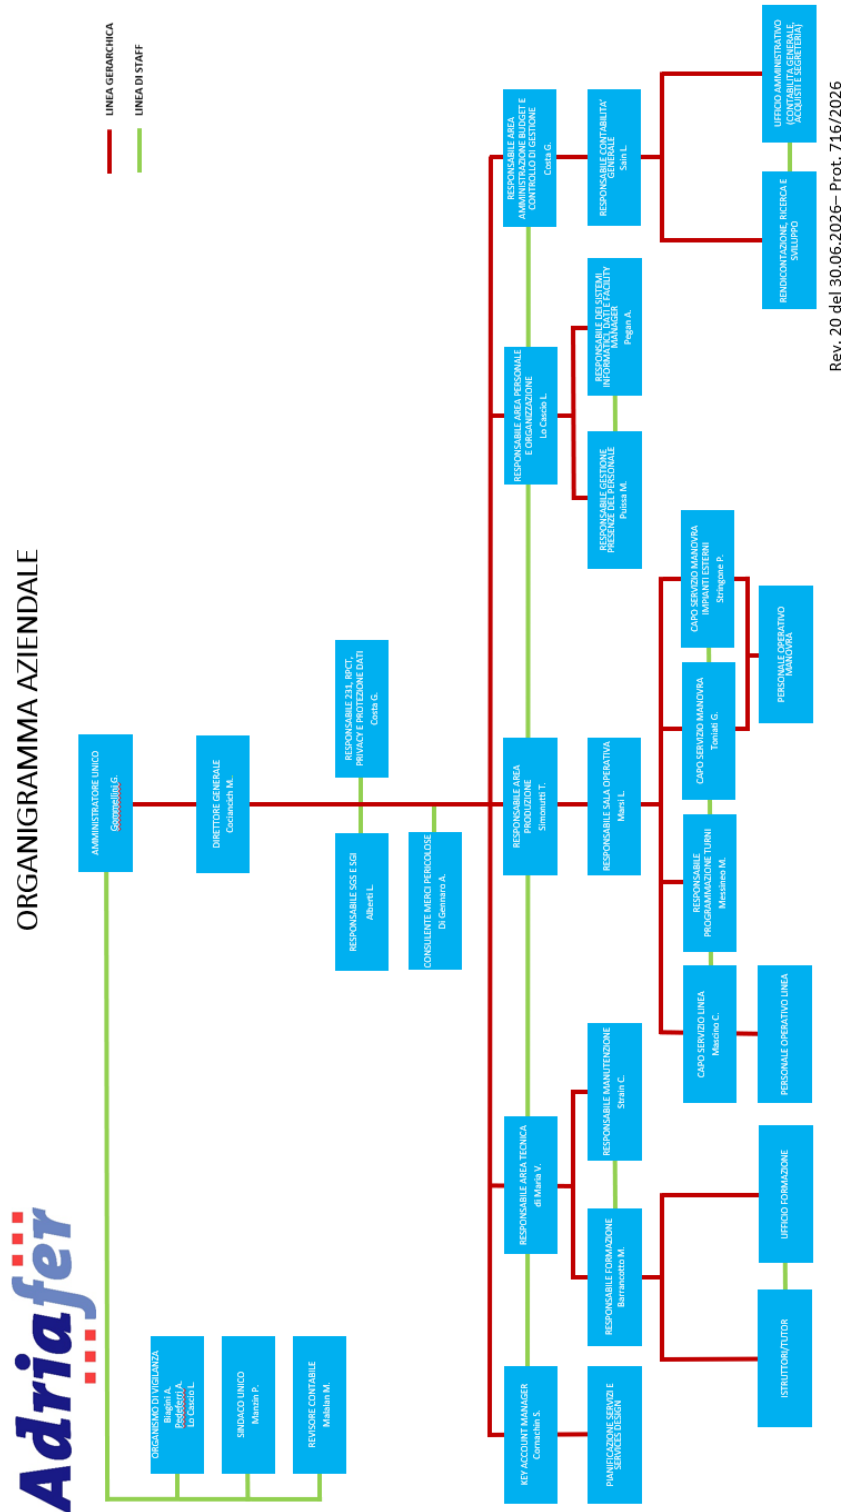 Adriafer
ORGANIGRAMMA AZIENDALE
LINEA GERARCHICA
LINEA DI STAFF
AMMINISTRATORE UNICO
Gommellini G.
ORGANISMO DI VIGILANZA
Biagini A.
Pedeferri A.
Lo Cascio L.
SINDACO UNICO
Manzin P.
REVISORE CONTABILE
Malalan M.
DIRETTORE GENERALE
Cociancich M..
RESPONSABILE SGS E SGI
Alberti L.
RESPONSABILE 231, RPCT,
PRIVACY E PROTEZIONE DATI
Costa G.
CONSULENTE MERCI PERICOLOSE
Di Gennaro A.
KEY ACCOUNT MANAGER
Cornachin S.
RESPONSABILE AREA TECNICA
di Maria V.
RESPONSABILE AREA
PRODUZIONE
Simonutti T.
RESPONSABILE AREA PERSONALE
E ORGANIZZAZIONE
Lo Cascio L.
RESPONSABILE AREA
AMMINISTRAZIONE BUDGET E
CONTROLLO DI GESTIONE
Costa G.
PIANIFICAZIONE SERVIZI E
SERVICES DESIGN
RESPONSABILE FORMAZIONE
Barrancotto M.
RESPONSABILE MANUTENZIONE
Strain C.
RESPONSABILE SALA OPERATIVA
Marsi L.
RESPONSABILE GESTIONE
PRESENZE DEL PERSONALE
Puissa M.
RESPONSABILE DEI SISTEMI
INFORMATICI, DATI E FACILITY
MANAGER
Pegan A.
RESPONSABILE CONTABILITA'
GENERALE
Sain L.
CAPO SERVIZIO LINEA
Mascino C.
RESPONSABILE
PROGRAMMAZIONE TURNI
Messineo M.
CAPO SERVIZIO MANOVRA
Toniati G.
CAPO SERVIZIO MANOVRA
IMPIANTI ESTERNI
Stringone P.
ISTRUTTORI/TUTOR
UFFICIO FORMAZIONE
PERSONALE OPERATIVO LINEA
PERSONALE OPERATIVO
MANOVRA
RENDICONTAZIONE, RICERCA E
SVILUPPO
UFFICIO AMMINISTRATIVO
(CONTABILITÀ GENERALE,
ACQUISTI E SEGRETERIA)
Rev. 20 del 30.06.2026– Prot. 716/2026